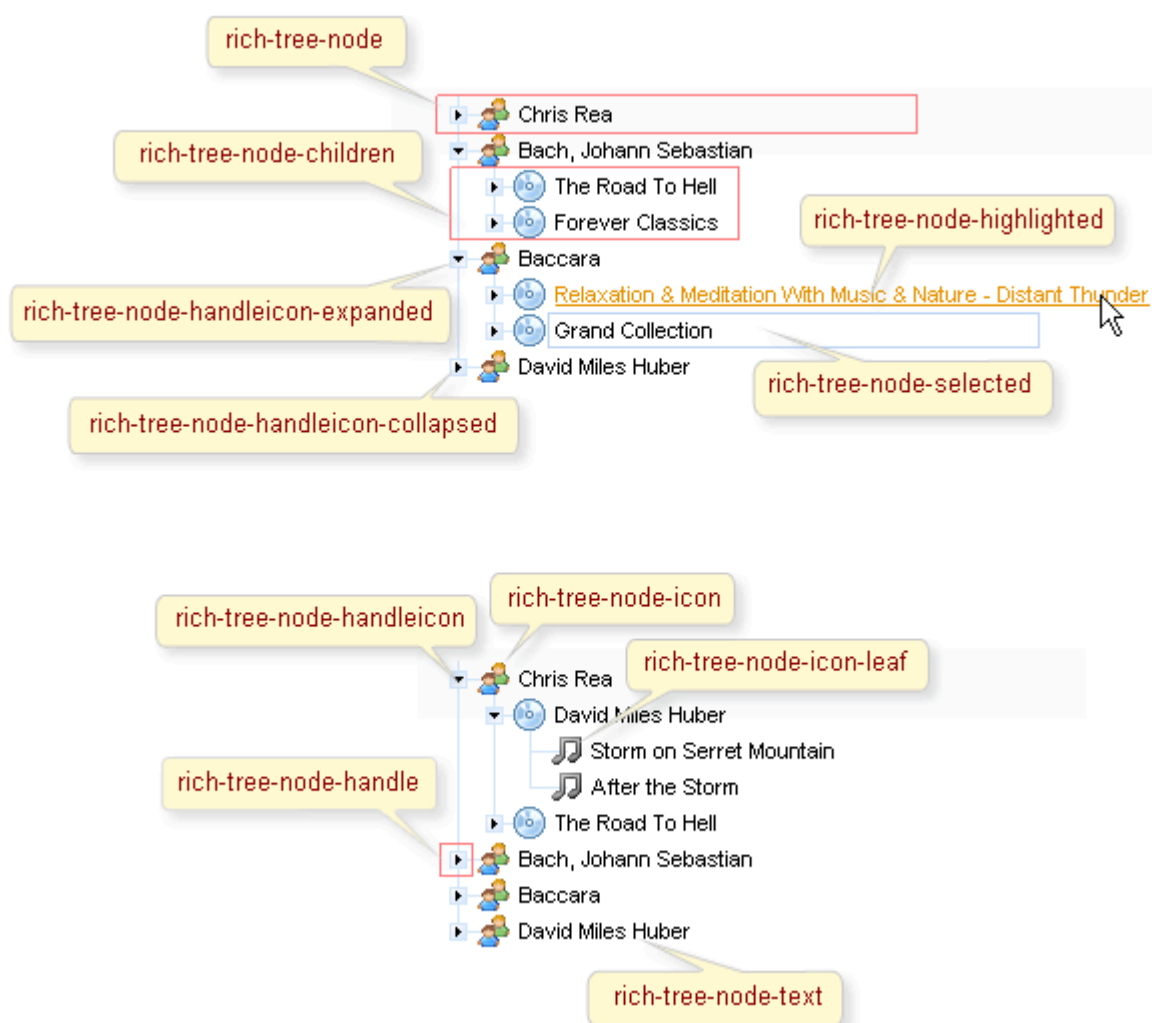 rich-tree-node
Chris Rea
rich-tree-node-children
Bach, Johann Sebastian
The Road To Hell
Forever Classics
rich-tree-node-highlighted
Baccara
Relaxation & Meditation With Music & Nature - Distant Thunder
rich-tree-node-handleicon-expanded
Grand Collection
David Miles Huber
rich-tree-node-selected
rich-tree-node-handleicon-collapsed
rich-tree-node-icon
rich-tree-node-handleicon
rich-tree-node-icon-leaf
Chris Rea
David Miles Huber
Storm on Serret Mountain
rich-tree-node-handle
After the Storm
The Road To Hell
Bach, Johann Sebastian
Baccara
David Miles Huber
rich-tree-node-text